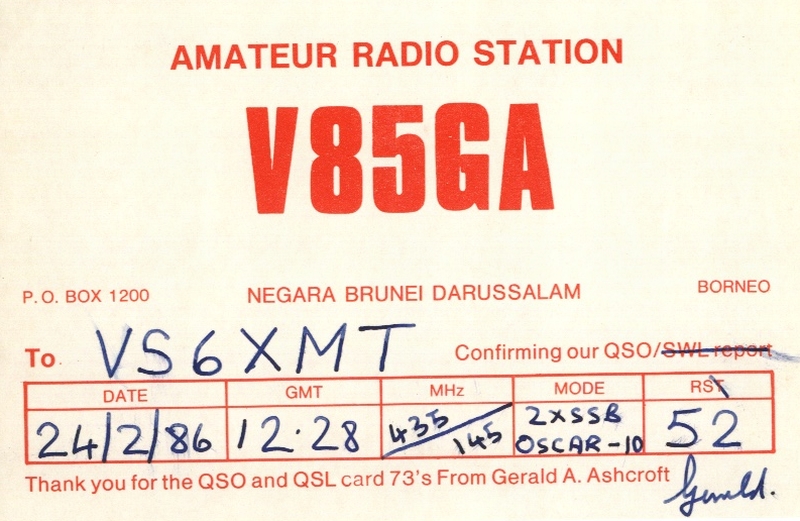 AMATEUR RADIO STATION
V85GA
P.O. BOX 1200 NEGARA BRUNEI DARUSSALAM BORNEO
To VS6XMT Confirming our QSO/SWL report
DATE GMT MHz MODE RST
24/2/86 12.28 435/145 2XSSB OSCAR-10 52
Thank you for the QSO and QSL card 73's From Gerald A. Ashcroft
Gerald.